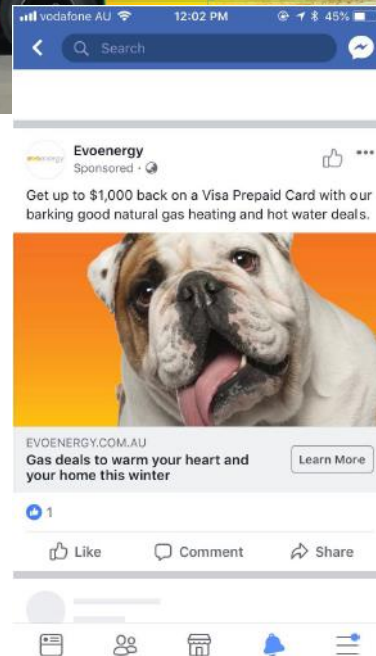 vodafone AU 12:02 PM 45%
Search
evoenergy
Evoenergy
Sponsored ·
Get up to $1,000 back on a Visa Prepaid Card with our
barking good natural gas heating and hot water deals.
EVOENERGY.COM.AU
Gas deals to warm your heart and
your home this winter
Learn More
1
Like Comment Share